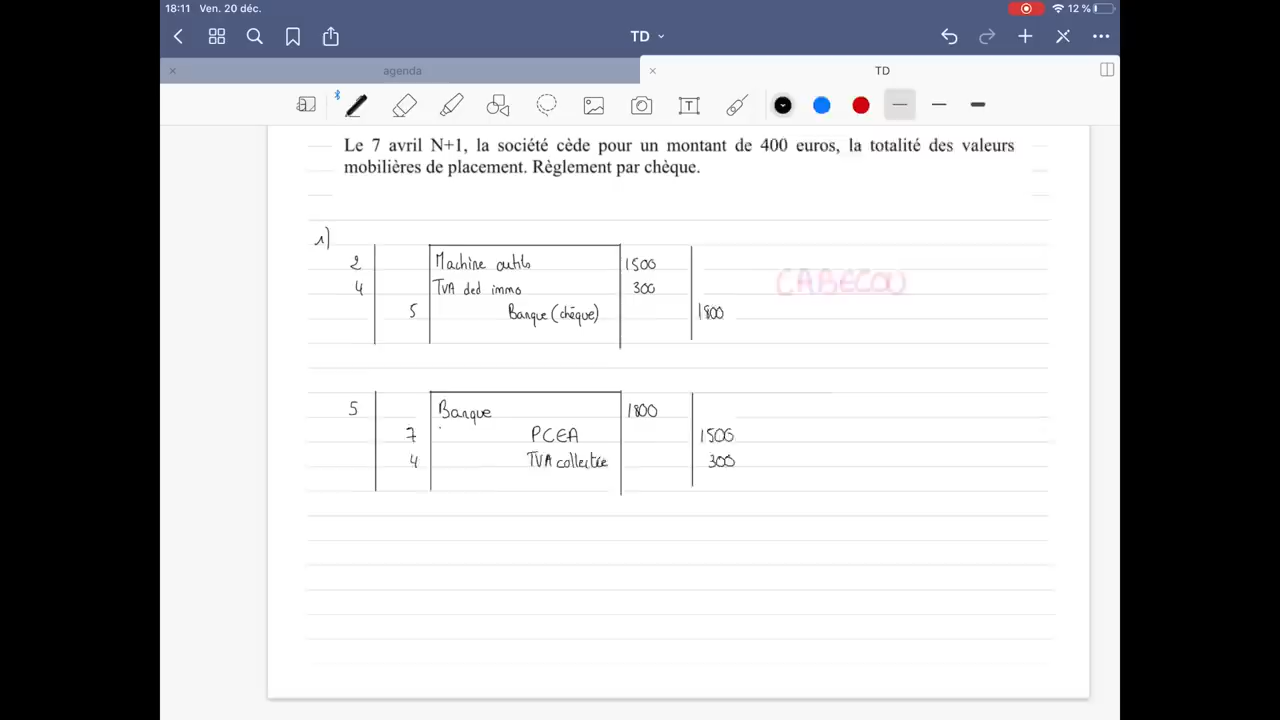 18:11 Ven. 20 déc. 12 %
TD
agenda TD
Le 7 avril N+1, la société cède pour un montant de 400 euros, la totalité des valeurs
mobilières de placement. Règlement par chèque.
1)
2 Machine outils 1500
CABECOU
4 TVA ded immo 300
5 Banque (chèque) 1800
5 Banque 1800
7 PCEA 1500
4 TVA collectée 300